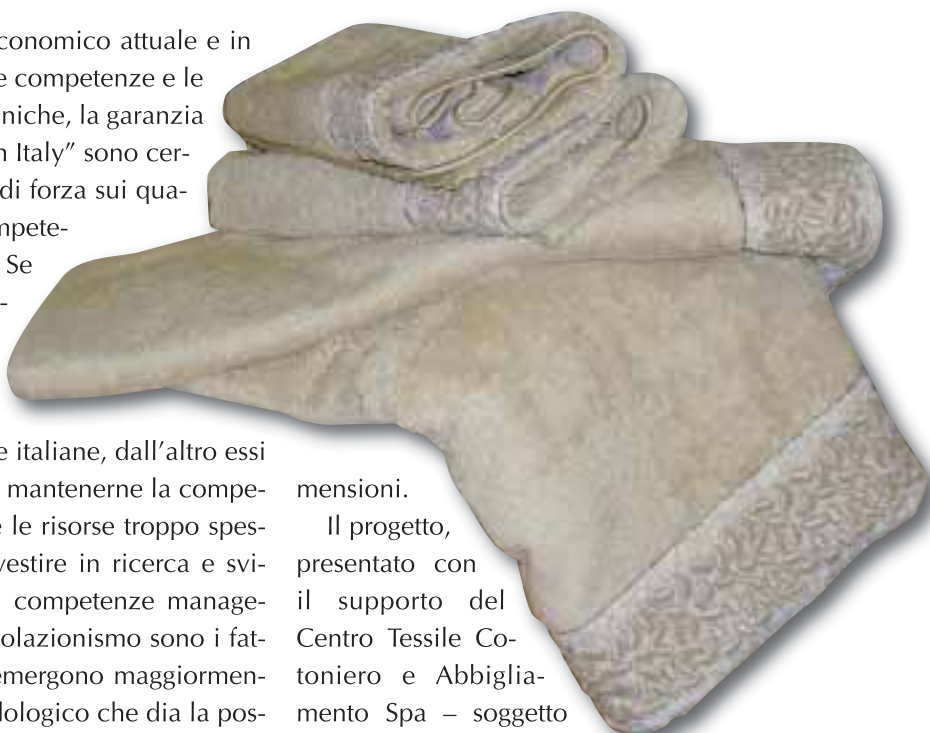 conomico attuale e in
e competenze e le
niche, la garanzia
n Italy” sono cer-
di forza sui qua-
mpete-
Se
-
e italiane, dall’altro essi
mantenerne la compe-
e le risorse troppo spes-
vestire in ricerca e svi-
competenze manage-
olazionismo sono i fat-
emergono maggiormen-
dologico che dia la pos-
mensioni.
Il progetto,
presentato con
il supporto del
Centro Tessile Co-
toniero e Abbiglia-
mento Spa – soggetto